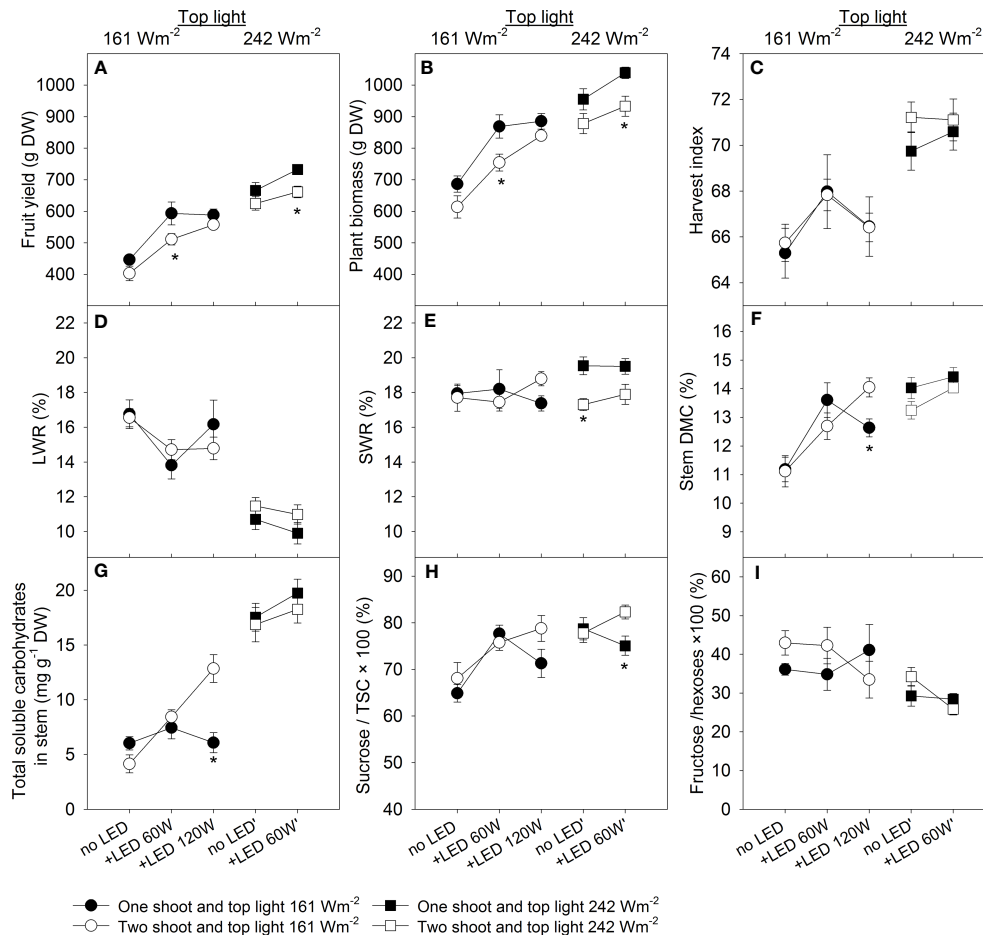 Top light
Top light
161 Wm-2
242 Wm-2
161 Wm-2
242 Wm-2
A
Fruit yield (g DW)
1000
900
800
700
600
500
400
*
*
B
Plant biomass (g DW)
1000
900
800
700
600
500
400
*
*
C
Harvest index
74
72
70
68
66
64
D
LWR (%)
22
20
18
16
14
12
10
E
SWR (%)
22
20
18
16
14
12
10
*
F
Stem DMC (%)
16
15
14
13
12
11
10
9
*
G
Total soluble carbohydrates
in stem (mg g-1 DW)
20
15
10
5
0
*
H
Sucrose / TSC × 100 (%)
90
80
70
60
50
40
*
I
Fructose /hexoses ×100 (%)
60
50
40
30
20
10
0
no LED
+LED 60W
+LED 120W
no LED'
+LED 60W'
no LED
+LED 60W
+LED 120W
no LED'
+LED 60W'
no LED
+LED 60W
+LED 120W
no LED'
+LED 60W'
One shoot and top light 161 Wm-2
One shoot and top light 242 Wm-2
Two shoot and top light 161 Wm-2
Two shoot and top light 242 Wm-2